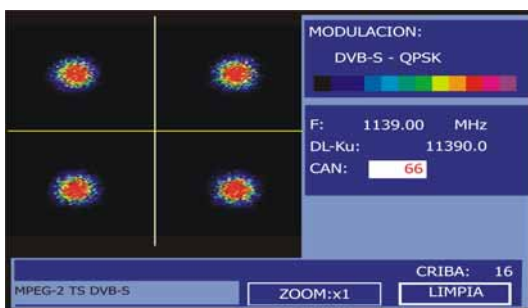 MODULACION:
DVB-S - QPSK
F: 1139.00 MHz
DL-Ku: 11390.0
CAN: 66
CRIBA: 16
MPEG-2 TS DVB-S
ZOOM:x1
LIMPIA